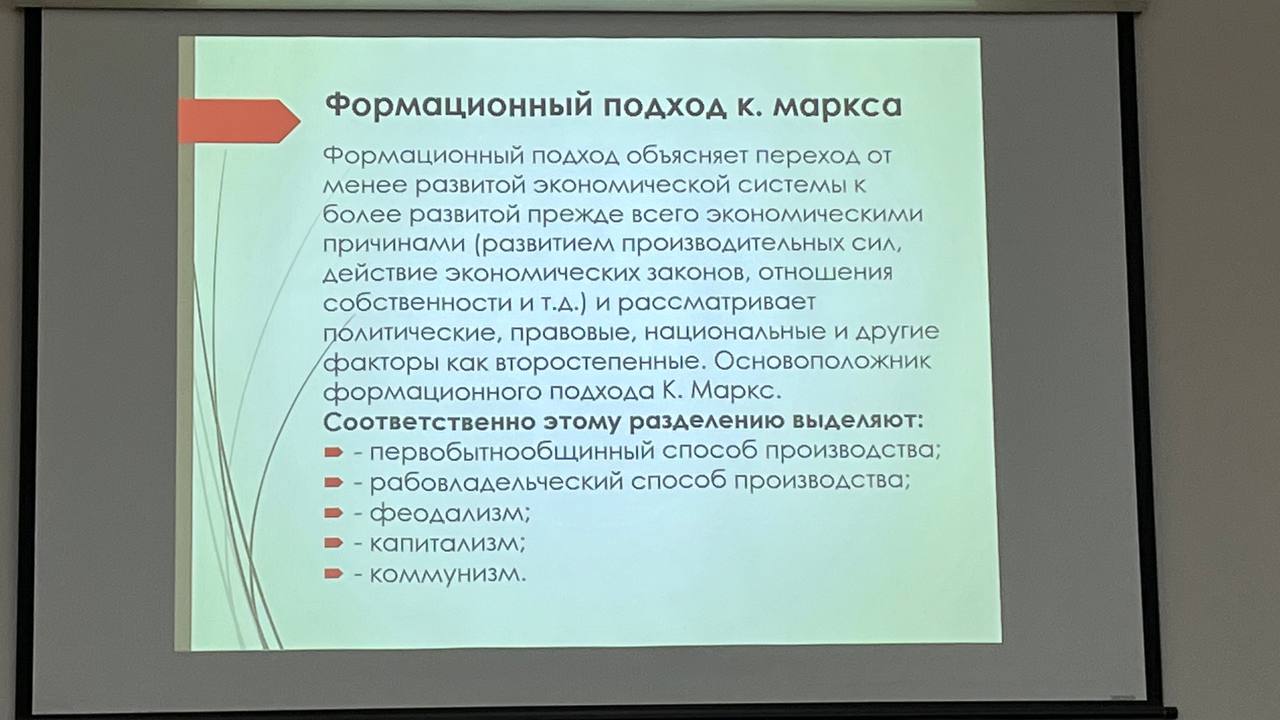 Формационный подход к. маркса
Формационный подход объясняет переход от
менее развитой экономической системы к
более развитой прежде всего экономическими
причинами (развитием производительных сил,
действие экономических законов, отношения
собственности и т.д.) и рассматривает
политические, правовые, национальные и другие
факторы как второстепенные. Основоположник
формационного подхода К. Маркс.
Соответственно этому разделению выделяют:
- первобытнообщинный способ производства;
- рабовладельческий способ производства;
- феодализм;
- капитализм;
- коммунизм.